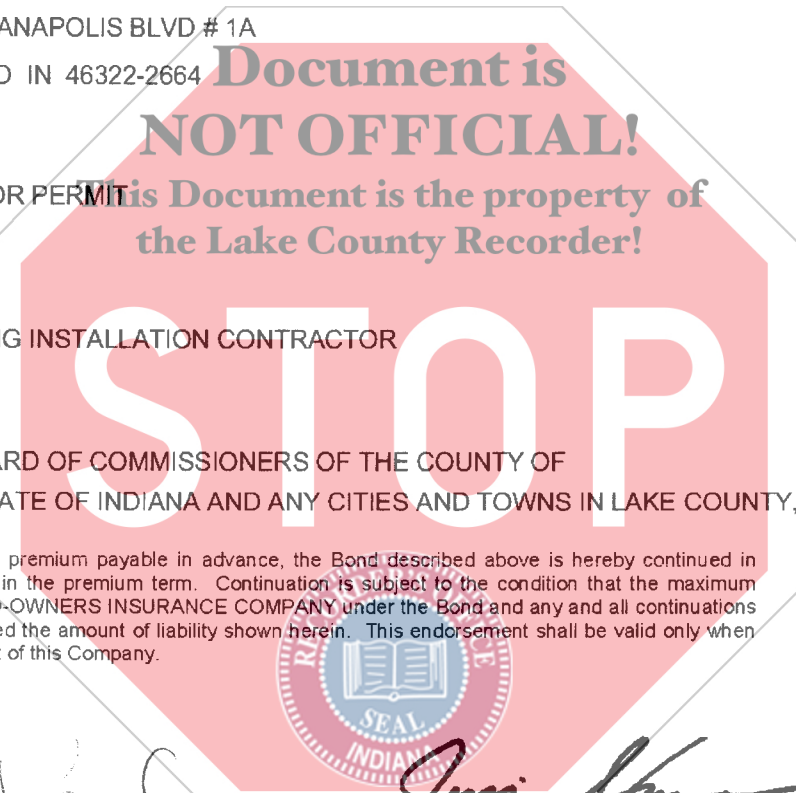 ANAPOLIS BLVD # 1A
D IN 46322-2664
Document is
NOT OFFICIAL!
OR PERMIT
This Document is the property of
the Lake County Recorder!
STOP
G INSTALLATION CONTRACTOR
RD OF COMMISSIONERS OF THE COUNTY OF
ATE OF INDIANA AND ANY CITIES AND TOWNS IN LAKE COUNTY,
premium payable in advance, the Bond described above is hereby continued in
in the premium term. Continuation is subject to the condition that the maximum
-OWNERS INSURANCE COMPANY under the Bond and any and all continuations
ed the amount of liability shown herein. This endorsement shall be valid only when
of this Company.
RECORDER'S OFFICE
SEAL
INDIANA